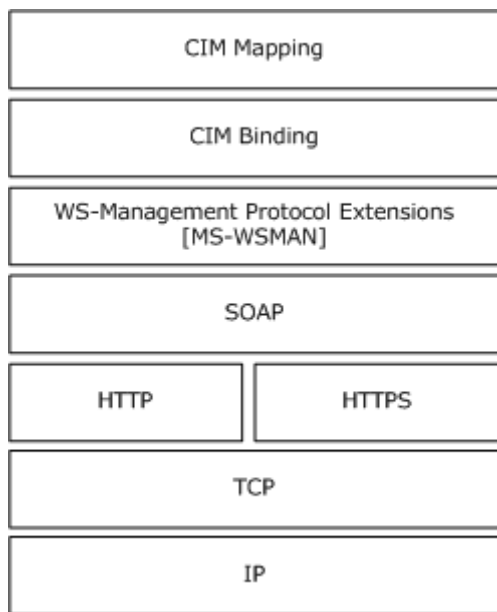 CIM Mapping
CIM Binding
WS-Management Protocol Extensions
[MS-WSMAN]
SOAP
HTTP
HTTPS
TCP
IP